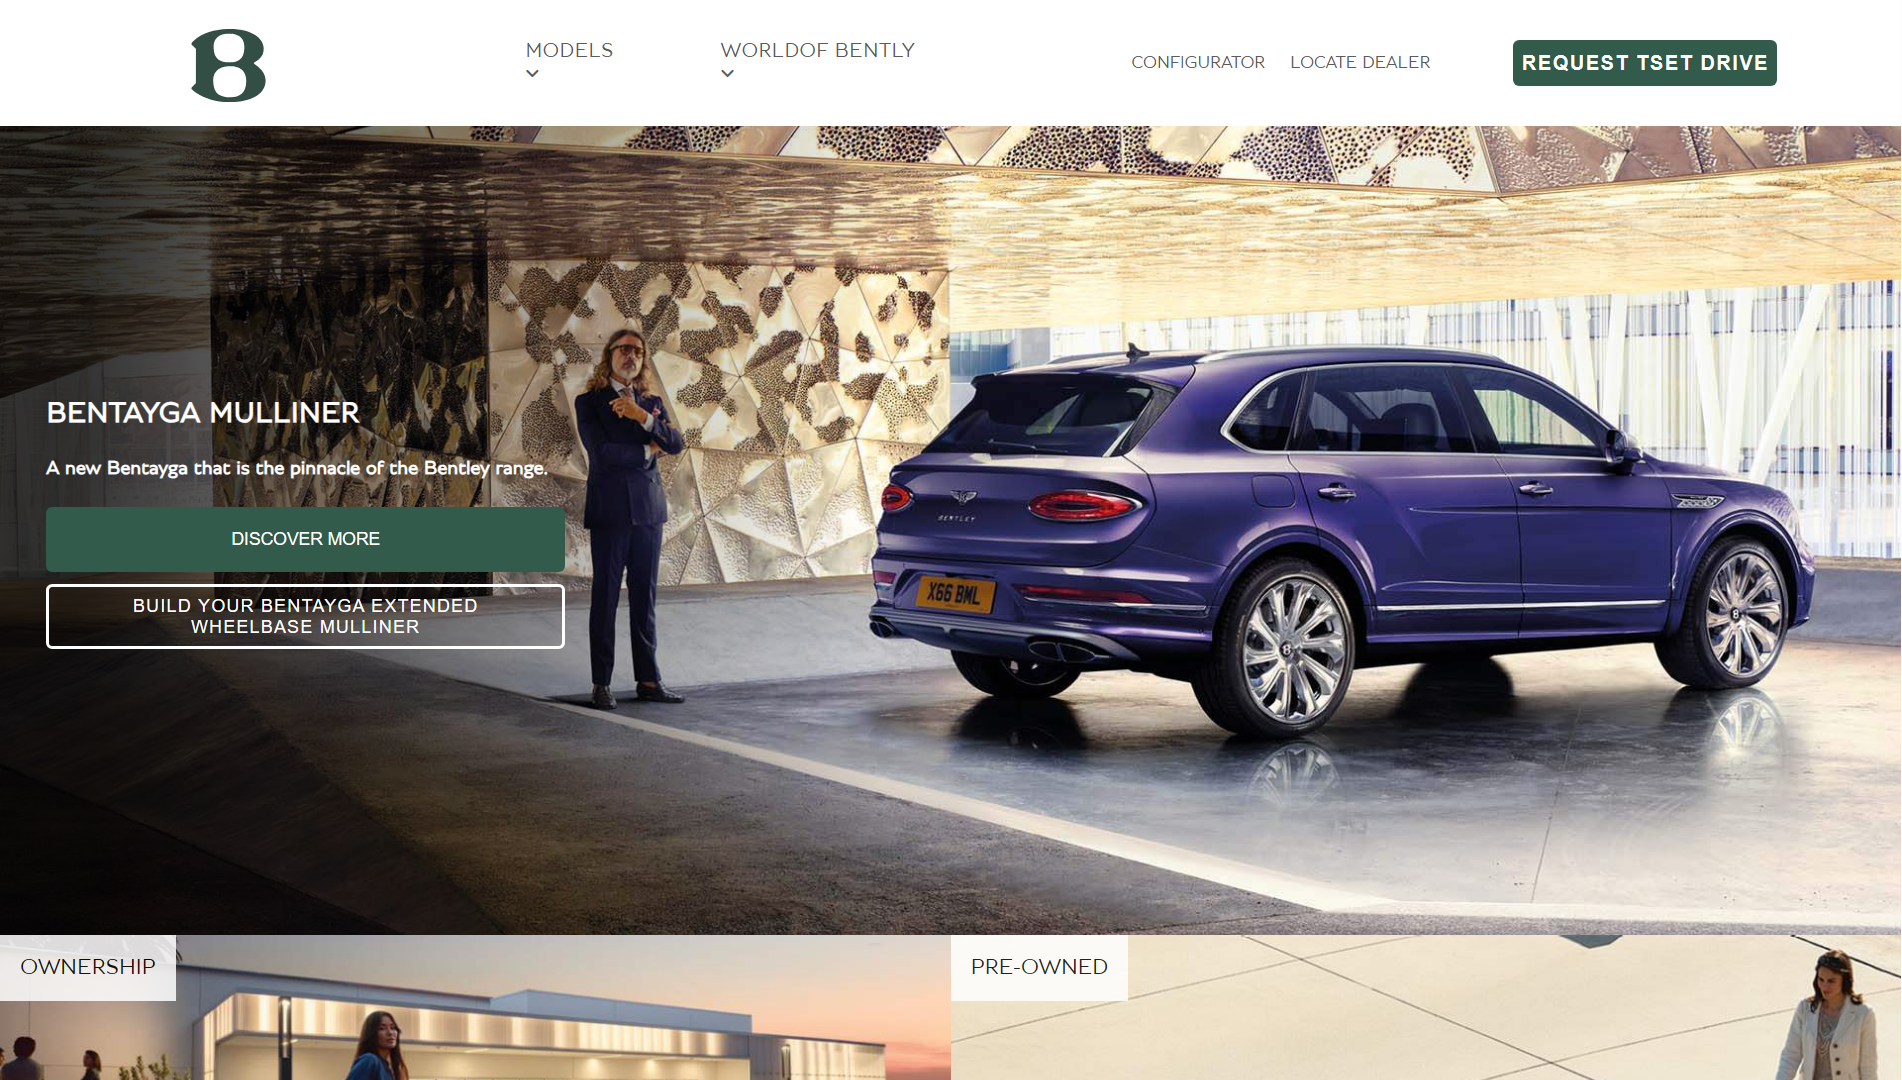 B
MODELS
WORLDOF BENTLY
CONFIGURATOR
LOCATE DEALER
REQUEST TSET DRIVE
BENTAYGA MULLINER
A new Bentayga that is the pinnacle of the Bentley range.
DISCOVER MORE
BUILD YOUR BENTAYGA EXTENDED
WHEELBASE MULLINER
BENTLEY
X66 BML
OWNERSHIP
PRE-OWNED